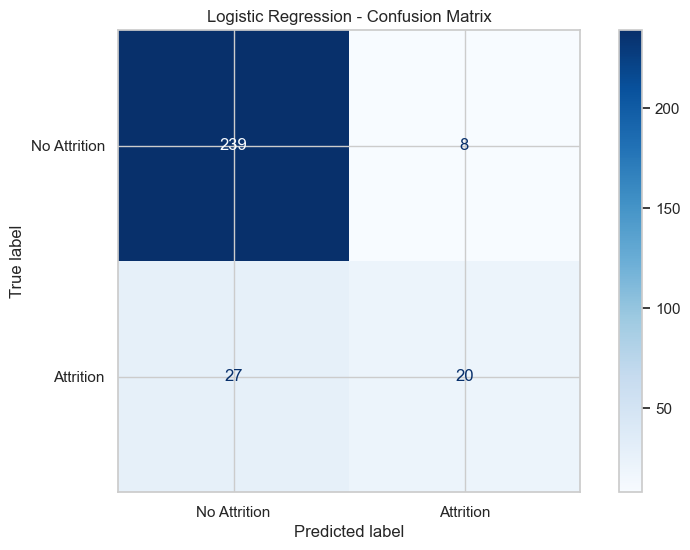 Logistic Regression - Confusion Matrix
No Attrition
239
8
Attrition
27
20
No Attrition
Attrition
Predicted label
True label
200
150
100
50